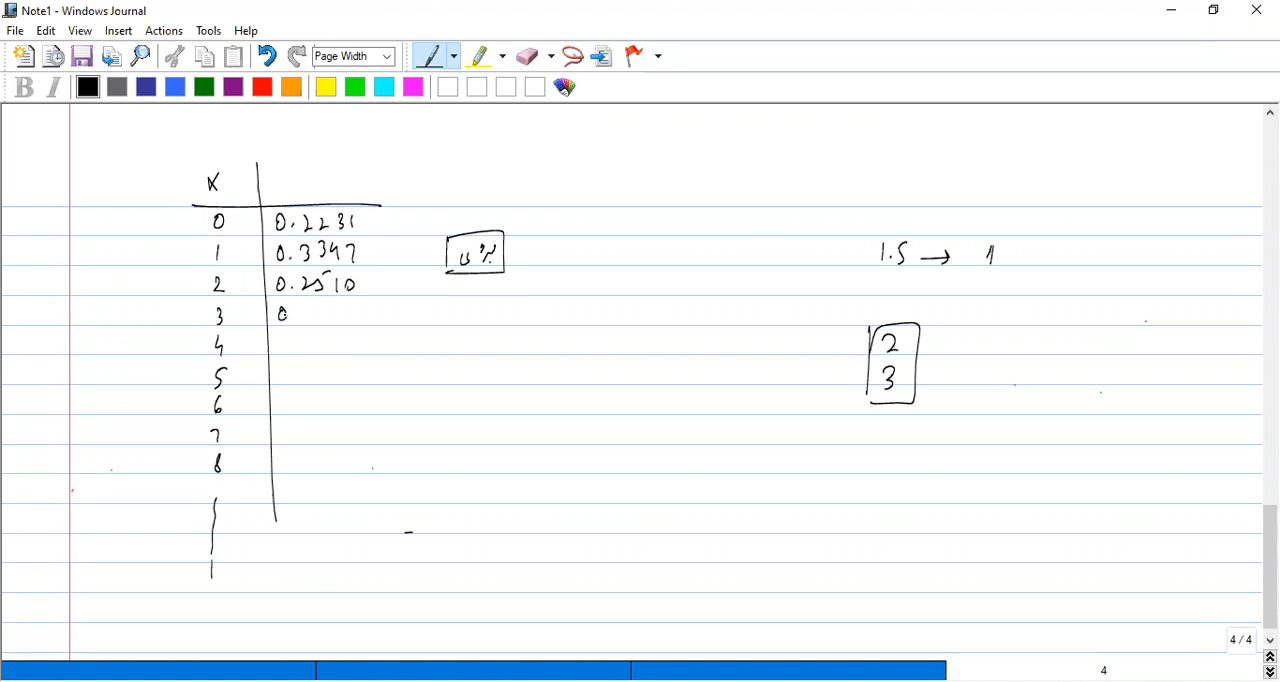 Note1 - Windows Journal
File Edit View Insert Actions Tools Help
Page Width
B I
X
0 0.2231
1 0.3347
2 0.2510
3 0
4
5
6
7
8
1.5 → 1
2
3
4 / 4
4